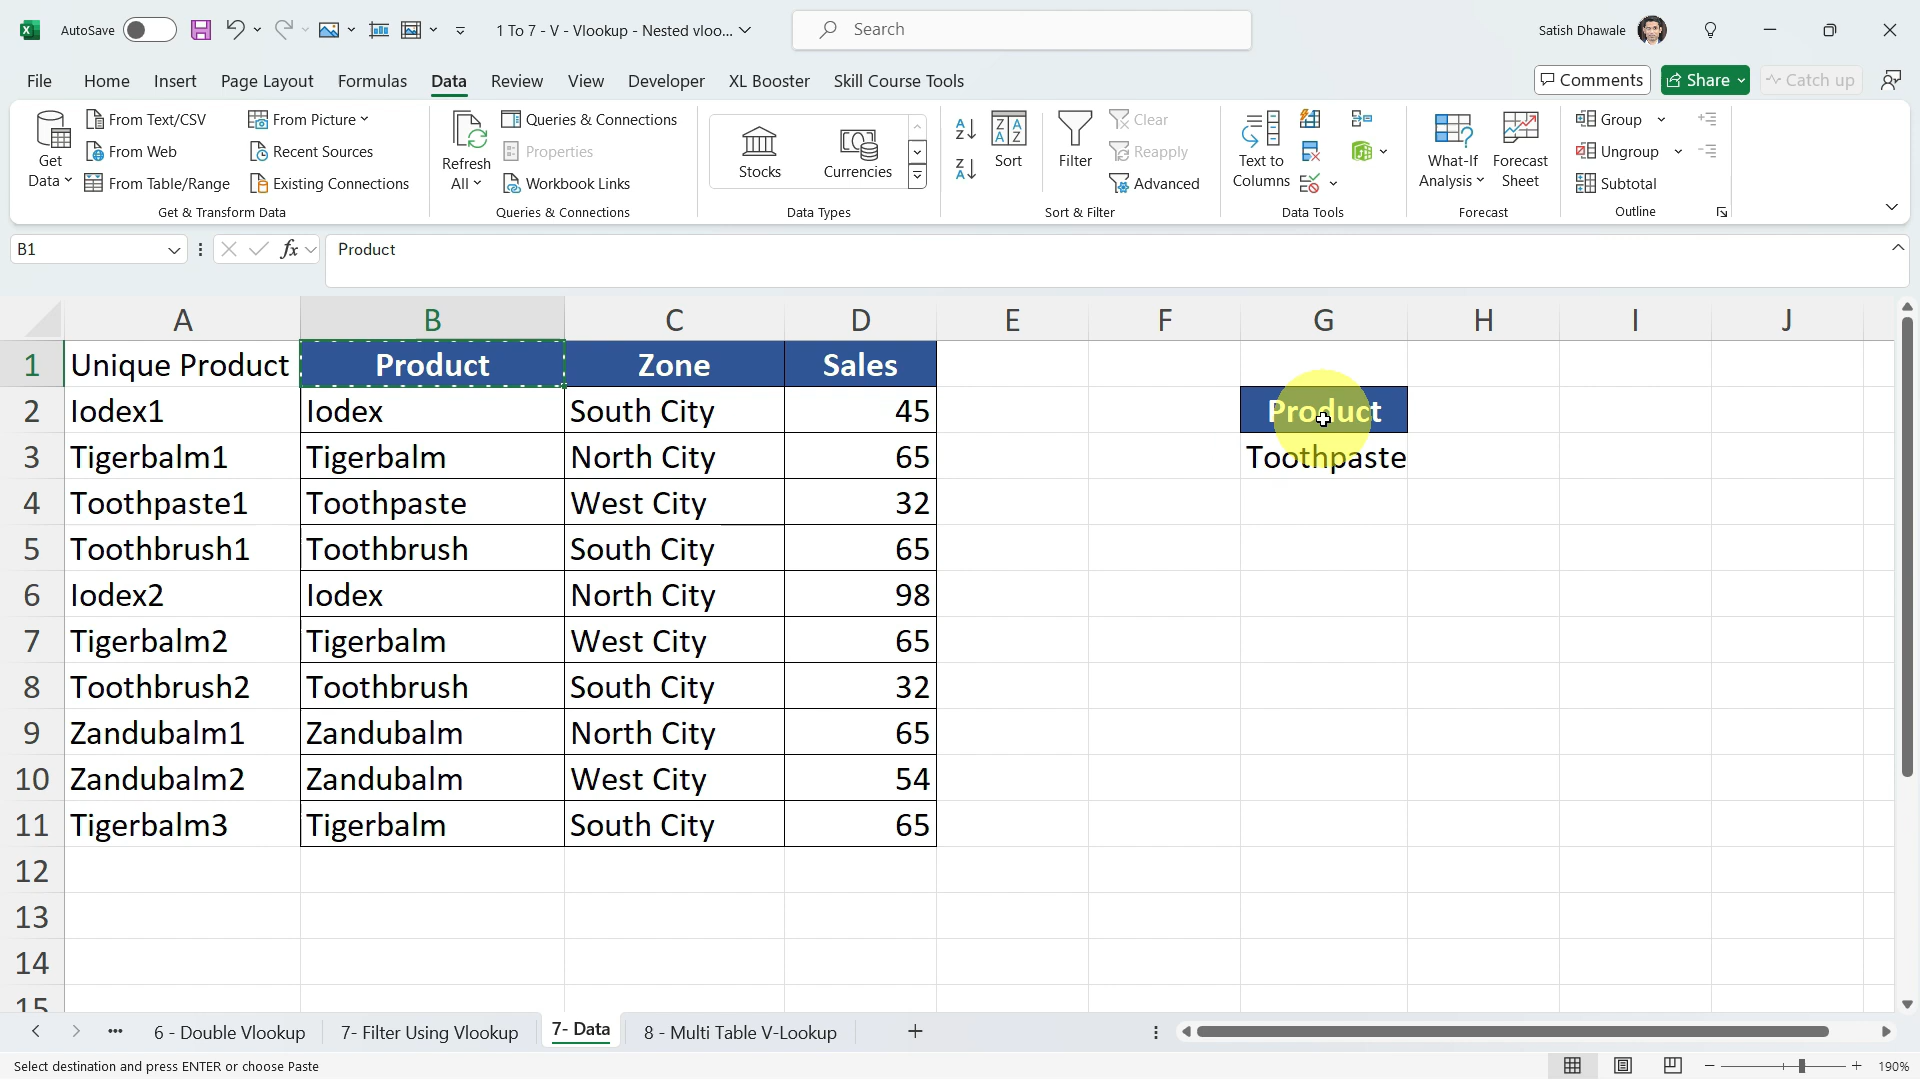 AutoSave
1 To 7 - V - Vlookup - Nested vloo...
Search
Satish Dhawale
File Home Insert Page Layout Formulas Data Review View Developer XL Booster Skill Course Tools
Comments Share Catch up
Get Data
From Text/CSV
From Web
From Table/Range
From Picture
Recent Sources
Existing Connections
Get & Transform Data
Refresh All
Queries & Connections
Properties
Workbook Links
Queries & Connections
Stocks
Currencies
Data Types
Sort
Filter
Clear
Reapply
Advanced
Sort & Filter
Text to Columns
Data Tools
What-If Analysis
Forecast Sheet
Forecast
Group
Ungroup
Subtotal
Outline
B1 fx Product
A B C D E F G H I J
1 Unique Product Product Zone Sales
2 Iodex1 Iodex South City 45 Product
3 Tigerbalm1 Tigerbalm North City 65 Toothpaste
4 Toothpaste1 Toothpaste West City 32
5 Toothbrush1 Toothbrush South City 65
6 Iodex2 Iodex North City 98
7 Tigerbalm2 Tigerbalm West City 65
8 Toothbrush2 Toothbrush South City 32
9 Zandubalm1 Zandubalm North City 65
10 Zandubalm2 Zandubalm West City 54
11 Tigerbalm3 Tigerbalm South City 65
12
13
14
15
6 - Double Vlookup 7- Filter Using Vlookup 7- Data 8 - Multi Table V-Lookup
Select destination and press ENTER or choose Paste
190%